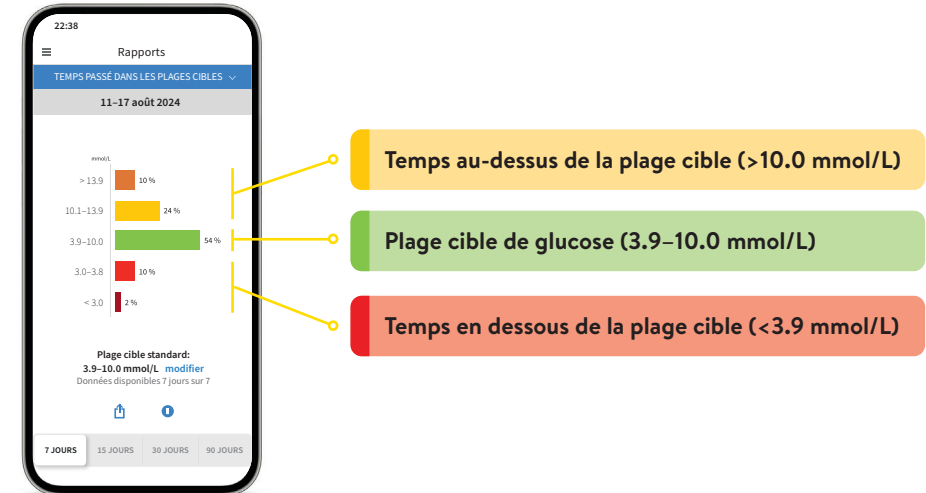 22:38
Rapports
TEMPS PASSÉ DANS LES PLAGES CIBLES
11–17 août 2024
mmol/L
> 13.9 10 %
10.1–13.9 24 %
3.9–10.0 54 %
3.0–3.8 10 %
< 3.0 2 %
Plage cible standard:
3.9–10.0 mmol/L modifier
Données disponibles 7 jours sur 7
7 JOURS 15 JOURS 30 JOURS 90 JOURS
Temps au-dessus de la plage cible (>10.0 mmol/L)
Plage cible de glucose (3.9–10.0 mmol/L)
Temps en dessous de la plage cible (<3.9 mmol/L)